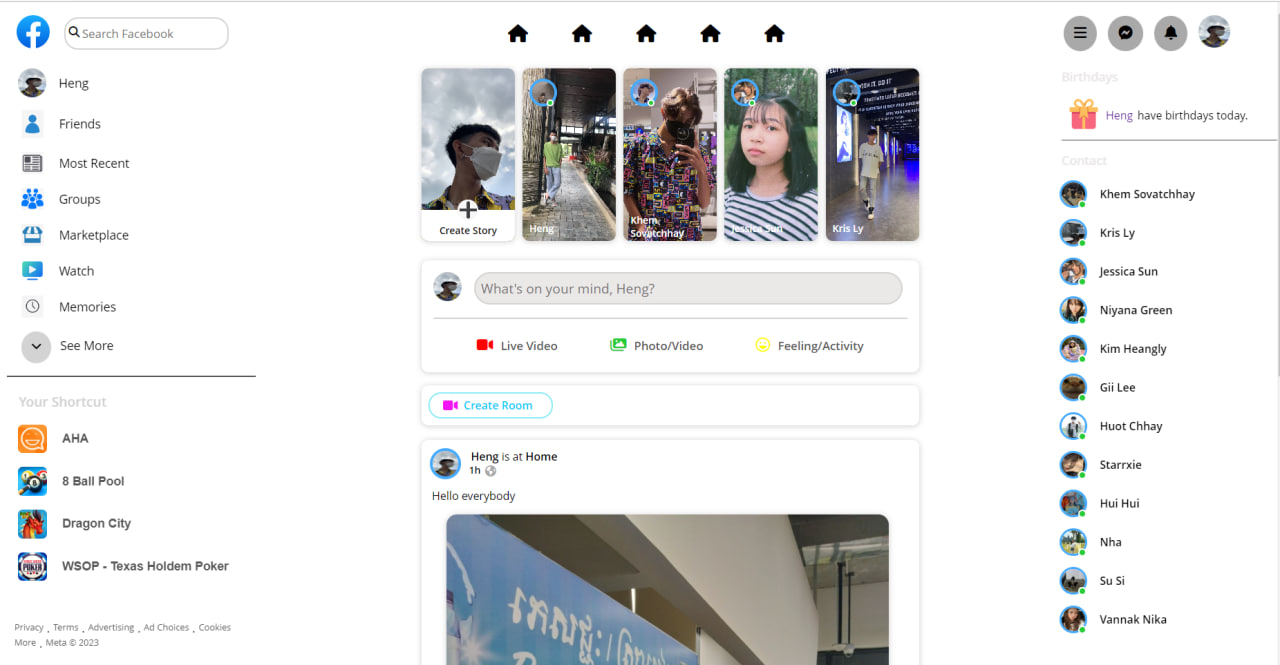 Search Facebook
Heng
Friends
Most Recent
Groups
Marketplace
Watch
Memories
See More
Your Shortcut
AHA
8 Ball Pool
Dragon City
WSOP - Texas Holdem Poker
Privacy . Terms . Advertising . Ad Choices . Cookies
More . Meta © 2023
Create Story
Heng
Khem
Sovatchhay
Jessica Sun
Kris Ly
What's on your mind, Heng?
Live Video
Photo/Video
Feeling/Activity
Create Room
Heng is at Home
1h
Hello everybody
Birthdays
Heng have birthdays today.
Contact
Khem Sovatchhay
Kris Ly
Jessica Sun
Niyana Green
Kim Heangly
Gii Lee
Huot Chhay
Starrxie
Hui Hui
Nha
Su Si
Vannak Nika